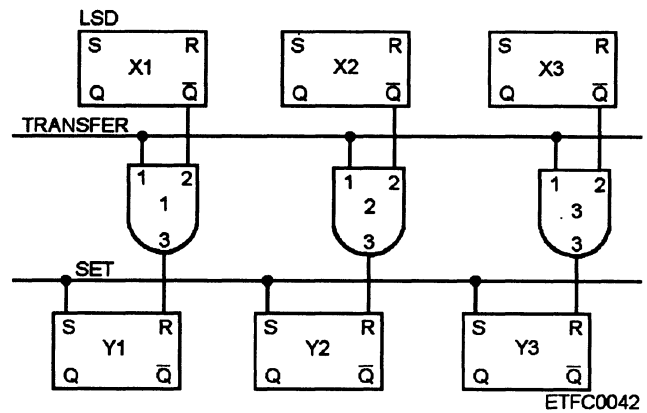 LSD
S R S R S R
X1 X2 X3
Q Q̅ Q Q̅ Q Q̅
TRANSFER
1 2 1 2 1 2
1 2 3
3 3 3
SET
S R S R S R
Y1 Y2 Y3
Q Q̅ Q Q̅ Q Q̅
ETFC0042